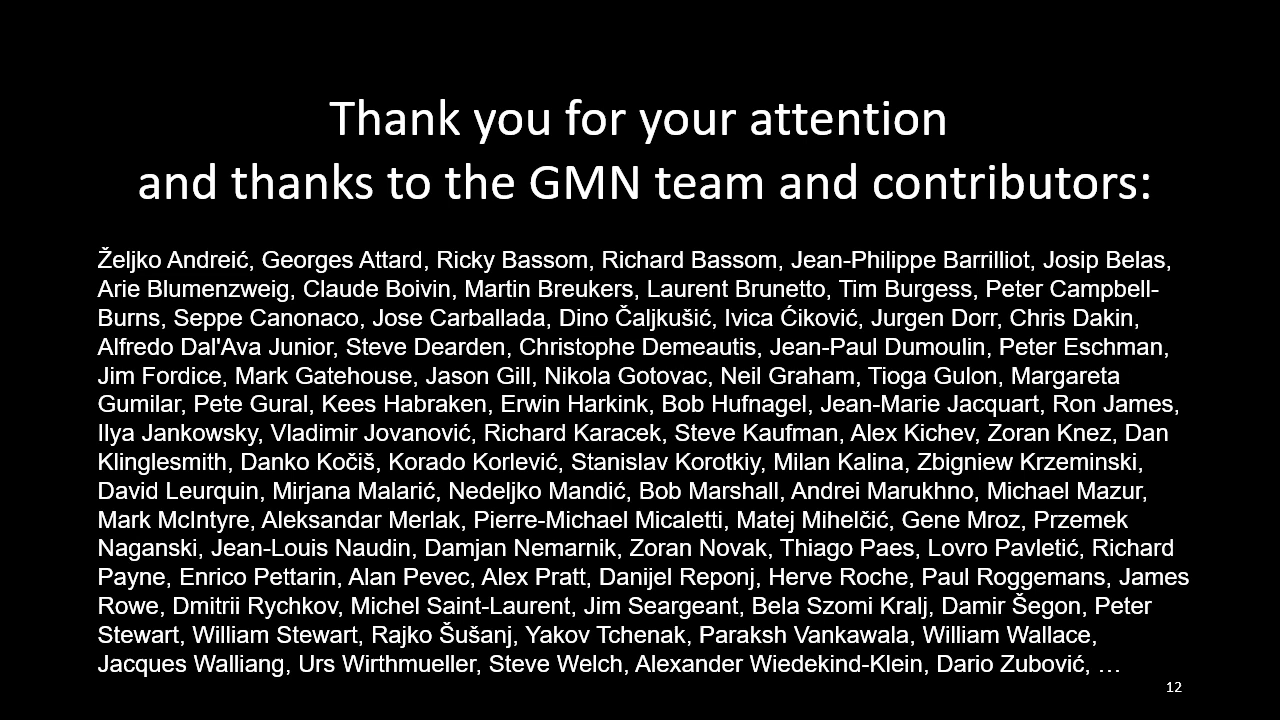 Thank you for your attention
and thanks to the GMN team and contributors:
Željko Andreić, Georges Attard, Ricky Bassom, Richard Bassom, Jean-Philippe Barrilliot, Josip Belas,
Arie Blumenzweig, Claude Boivin, Martin Breukers, Laurent Brunetto, Tim Burgess, Peter Campbell-
Burns, Seppe Canonaco, Jose Carballada, Dino Čaljkušić, Ivica Ćiković, Jurgen Dorr, Chris Dakin,
Alfredo Dal'Ava Junior, Steve Dearden, Christophe Demeautis, Jean-Paul Dumoulin, Peter Eschman,
Jim Fordice, Mark Gatehouse, Jason Gill, Nikola Gotovac, Neil Graham, Tioga Gulon, Margareta
Gumilar, Pete Gural, Kees Habraken, Erwin Harkink, Bob Hufnagel, Jean-Marie Jacquart, Ron James,
Ilya Jankowsky, Vladimir Jovanović, Richard Karacek, Steve Kaufman, Alex Kichev, Zoran Knez, Dan
Klinglesmith, Danko Kočiš, Korado Korlević, Stanislav Korotkiy, Milan Kalina, Zbigniew Krzeminski,
David Leurquin, Mirjana Malarić, Nedeljko Mandić, Bob Marshall, Andrei Marukhno, Michael Mazur,
Mark McIntyre, Aleksandar Merlak, Pierre-Michael Micaletti, Matej Mihelčić, Gene Mroz, Przemek
Naganski, Jean-Louis Naudin, Damjan Nemarnik, Zoran Novak, Thiago Paes, Lovro Pavletić, Richard
Payne, Enrico Pettarin, Alan Pevec, Alex Pratt, Danijel Reponj, Herve Roche, Paul Roggemans, James
Rowe, Dmitrii Rychkov, Michel Saint-Laurent, Jim Seargeant, Bela Szomi Kralj, Damir Šegon, Peter
Stewart, William Stewart, Rajko Šušanj, Yakov Tchenak, Paraksh Vankawala, William Wallace,
Jacques Walliang, Urs Wirthmueller, Steve Welch, Alexander Wiedekind-Klein, Dario Zubović, …
12